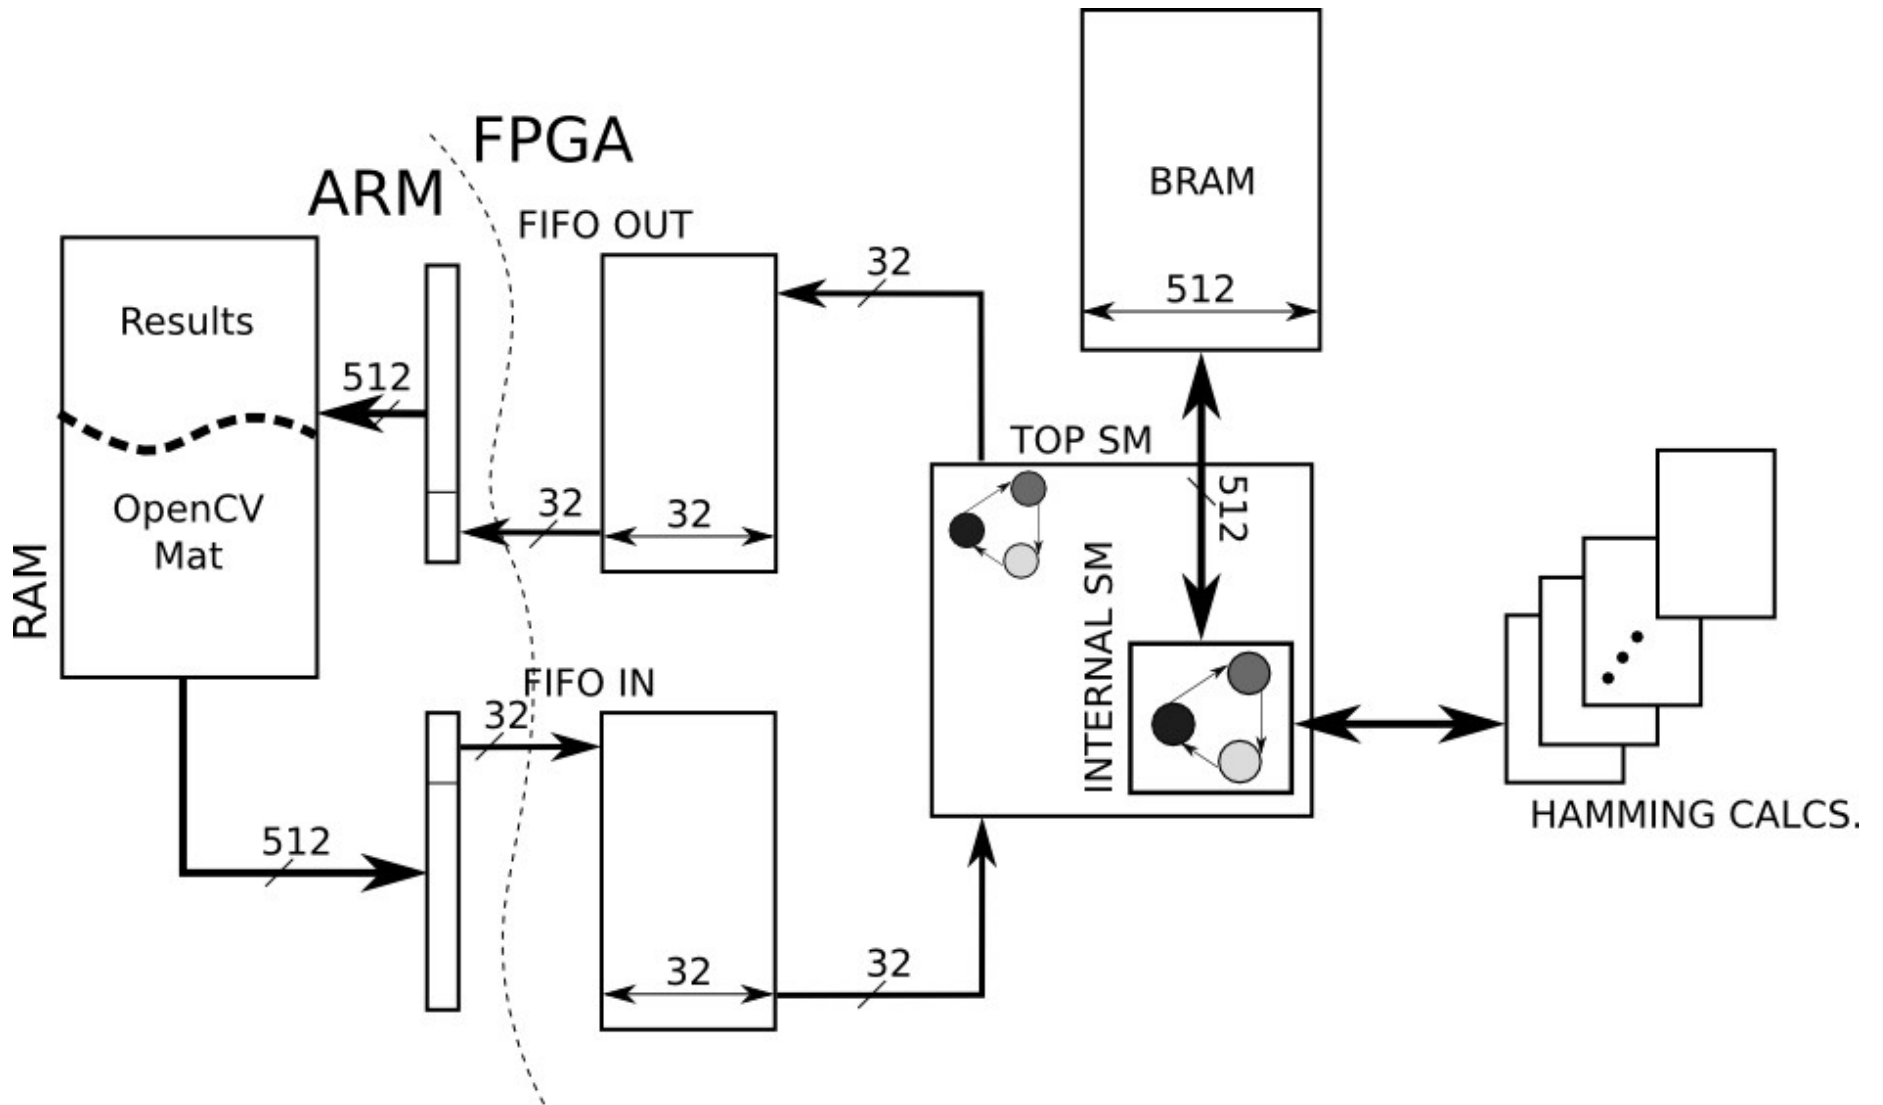 FPGA
ARM
BRAM
512
FIFO OUT
32
Results
512
OpenCV
Mat
RAM
32
32
TOP SM
512
INTERNAL SM
FIFO IN
32
512
32
32
HAMMING CALCS.